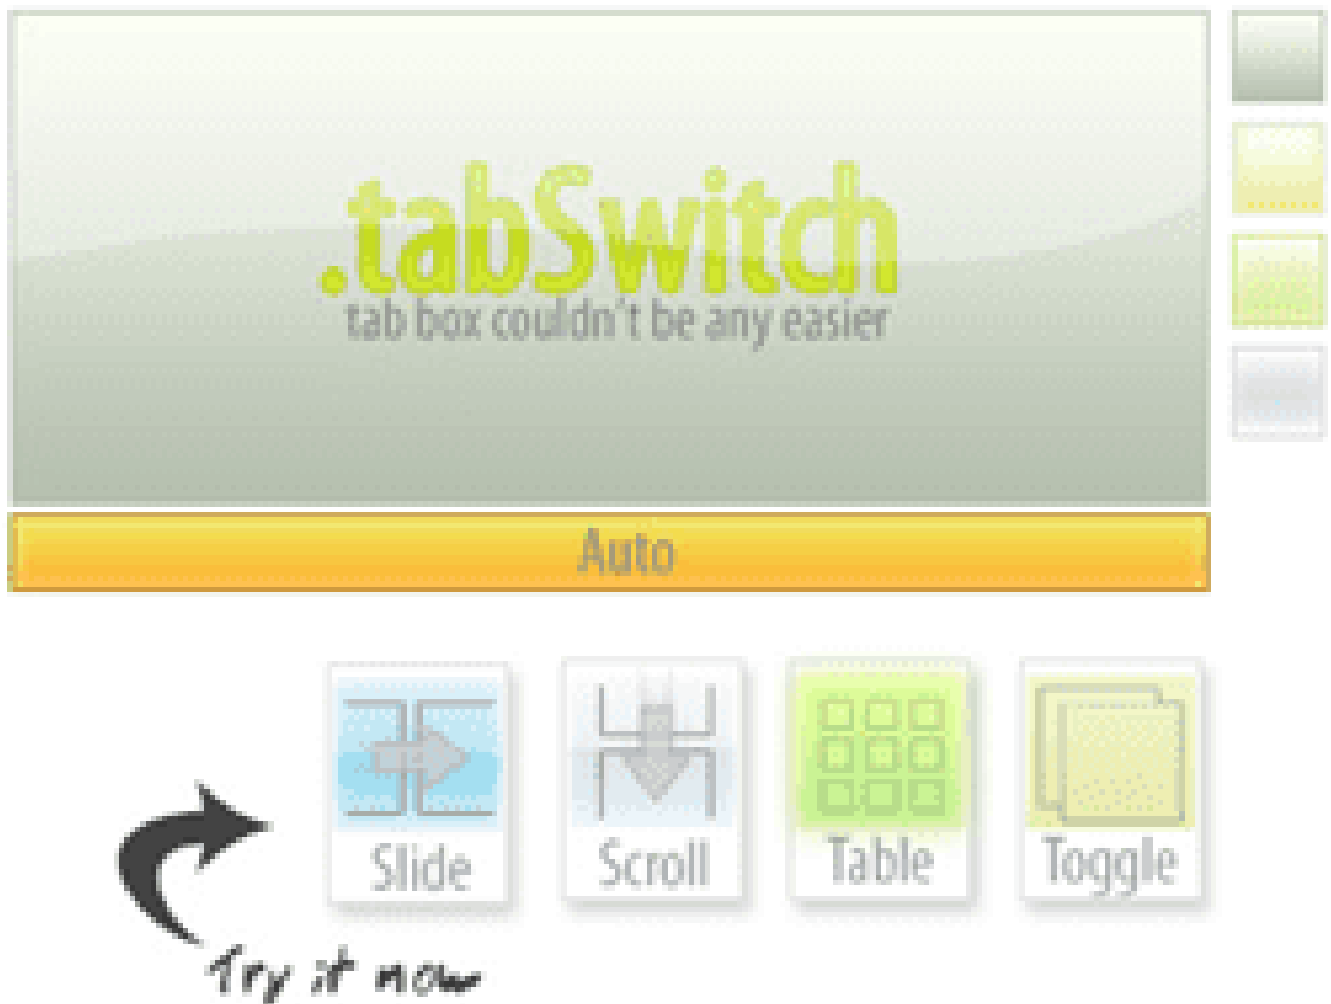 .tabSwitch
tab box couldn't be any easier
Auto
Slide Scroll Table Toggle
Try it now